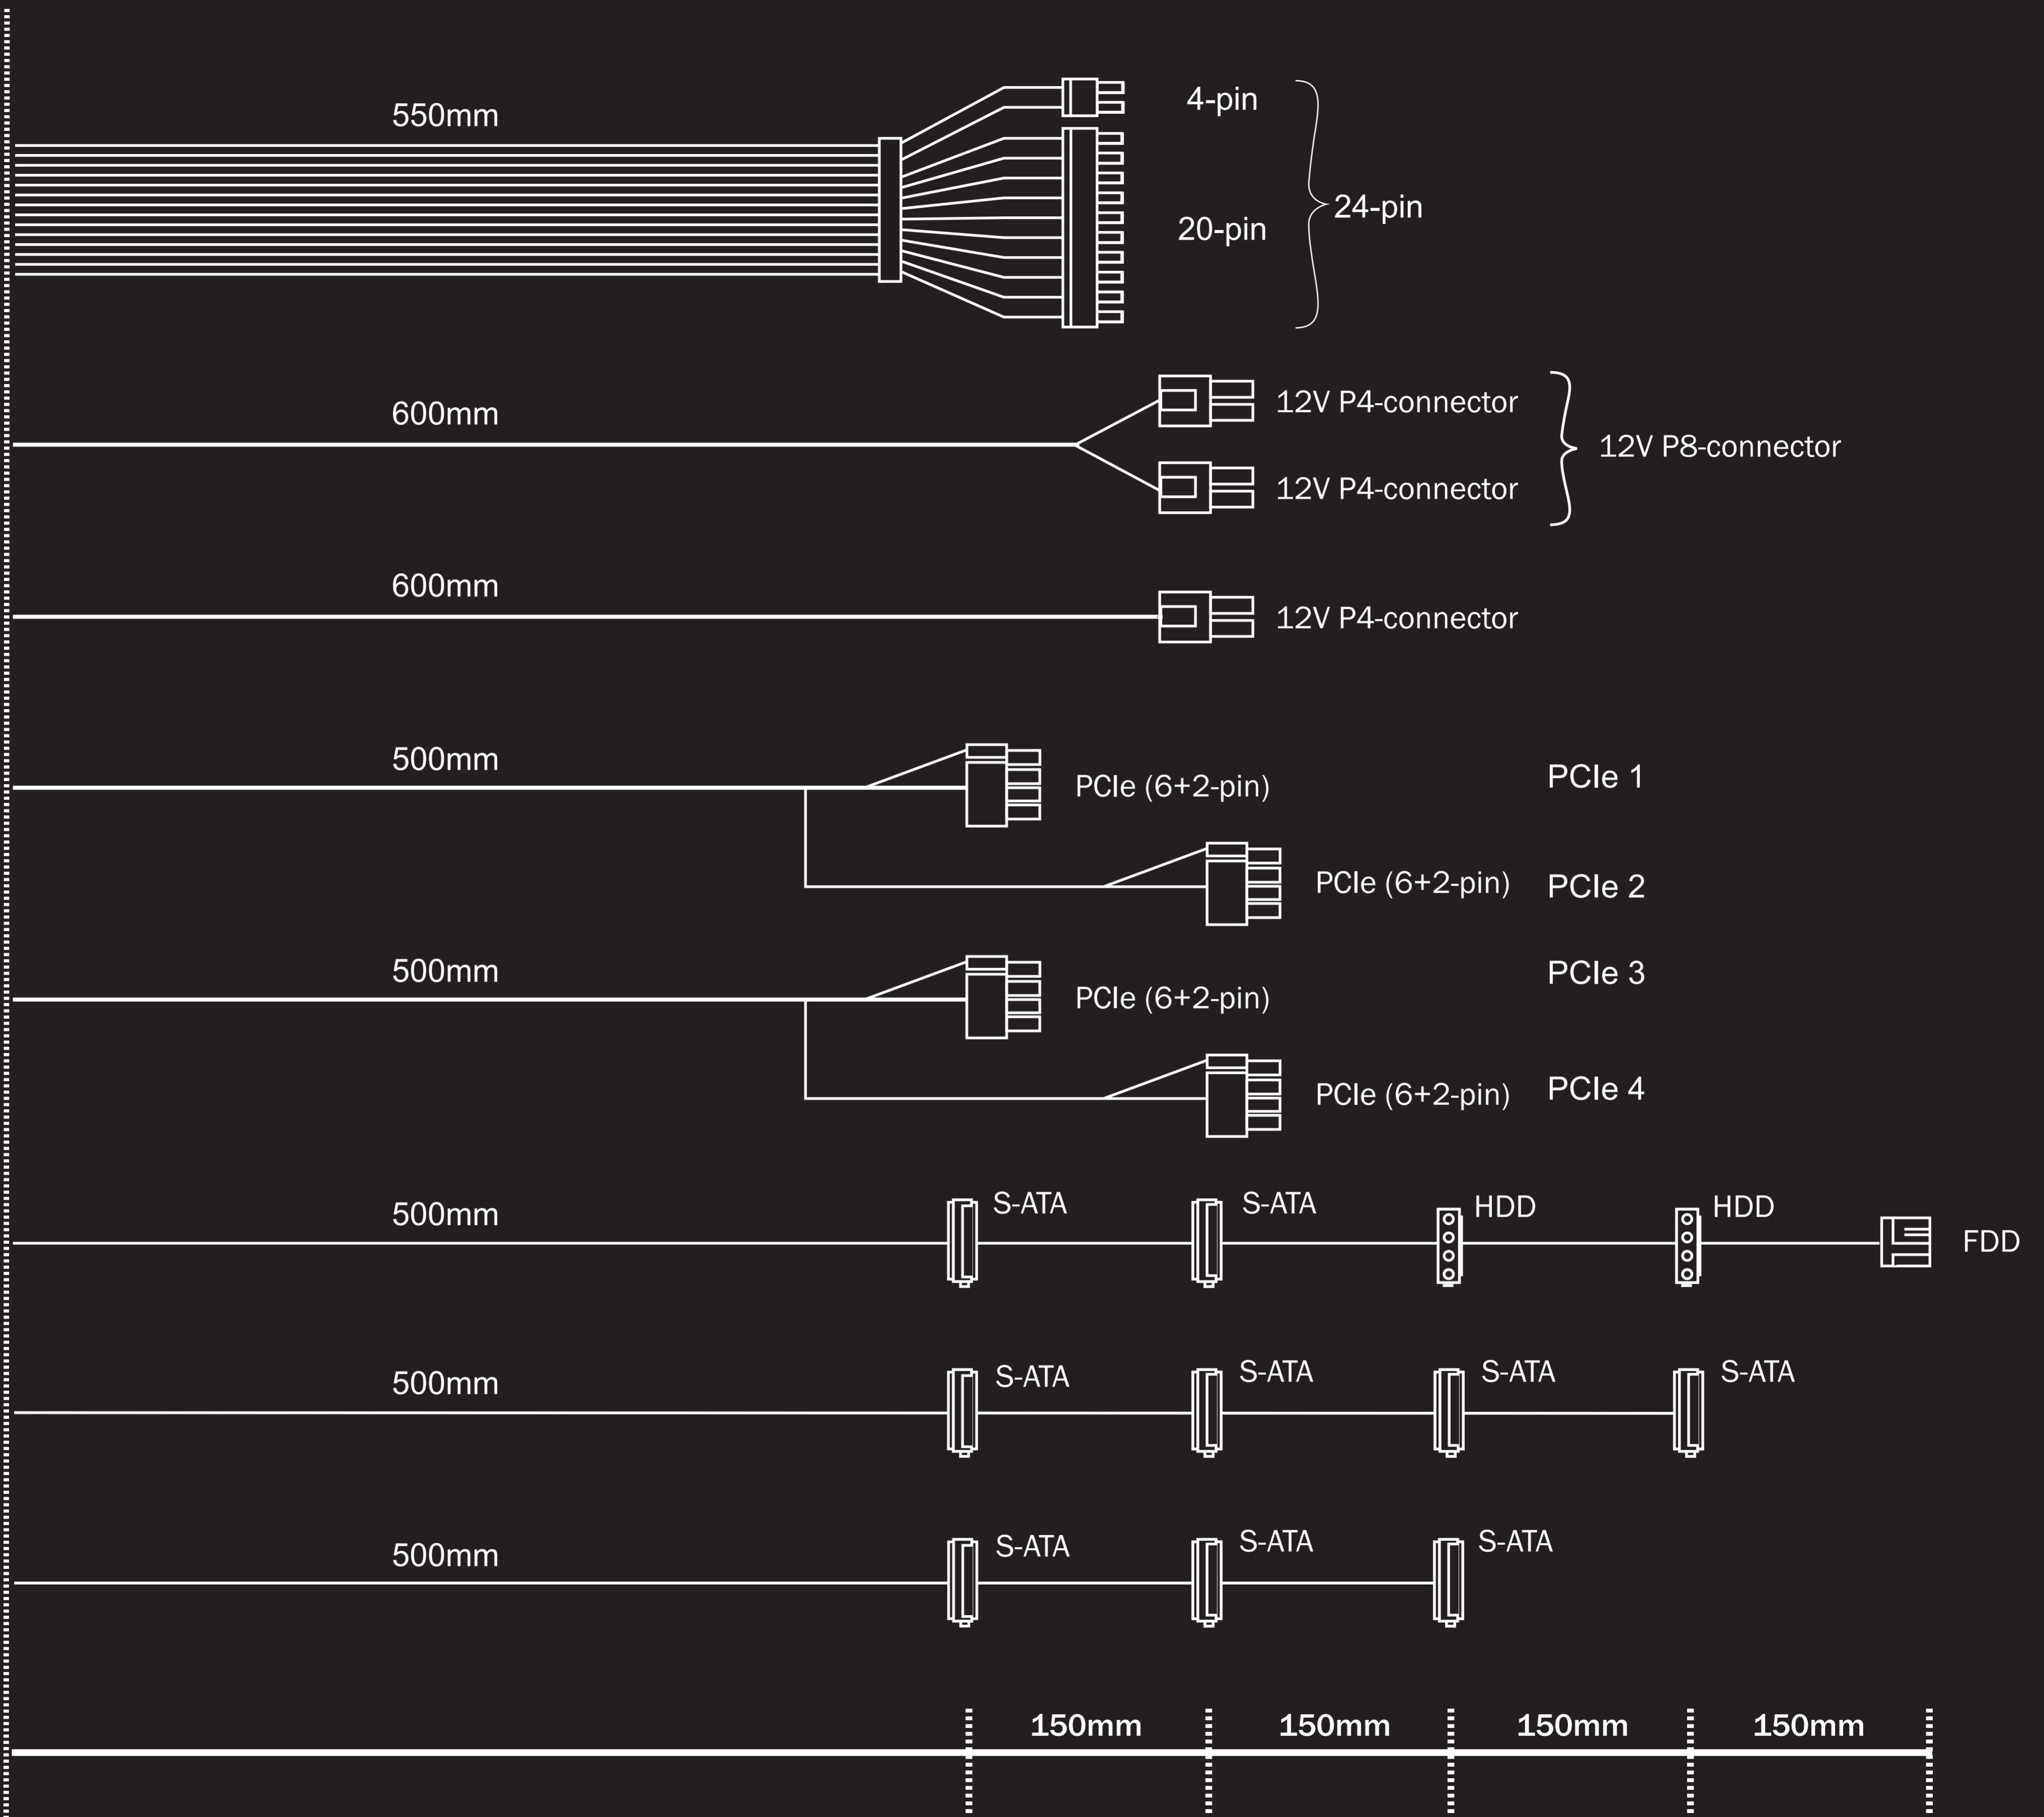 550mm
4-pin
20-pin
24-pin
600mm
12V P4-connector
12V P4-connector
12V P8-connector
600mm
12V P4-connector
500mm
PCIe (6+2-pin)
PCIe 1
PCIe (6+2-pin)
PCIe 2
500mm
PCIe (6+2-pin)
PCIe 3
PCIe (6+2-pin)
PCIe 4
500mm
S-ATA
S-ATA
HDD
HDD
FDD
500mm
S-ATA
S-ATA
S-ATA
S-ATA
500mm
S-ATA
S-ATA
S-ATA
150mm
150mm
150mm
150mm